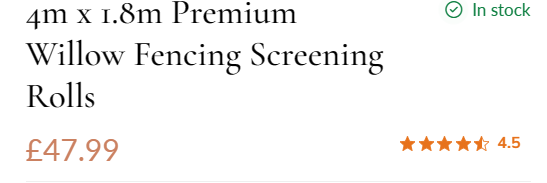 4m x 1.8m Premium
In stock
Willow Fencing Screening
Rolls
£47.99
4.5